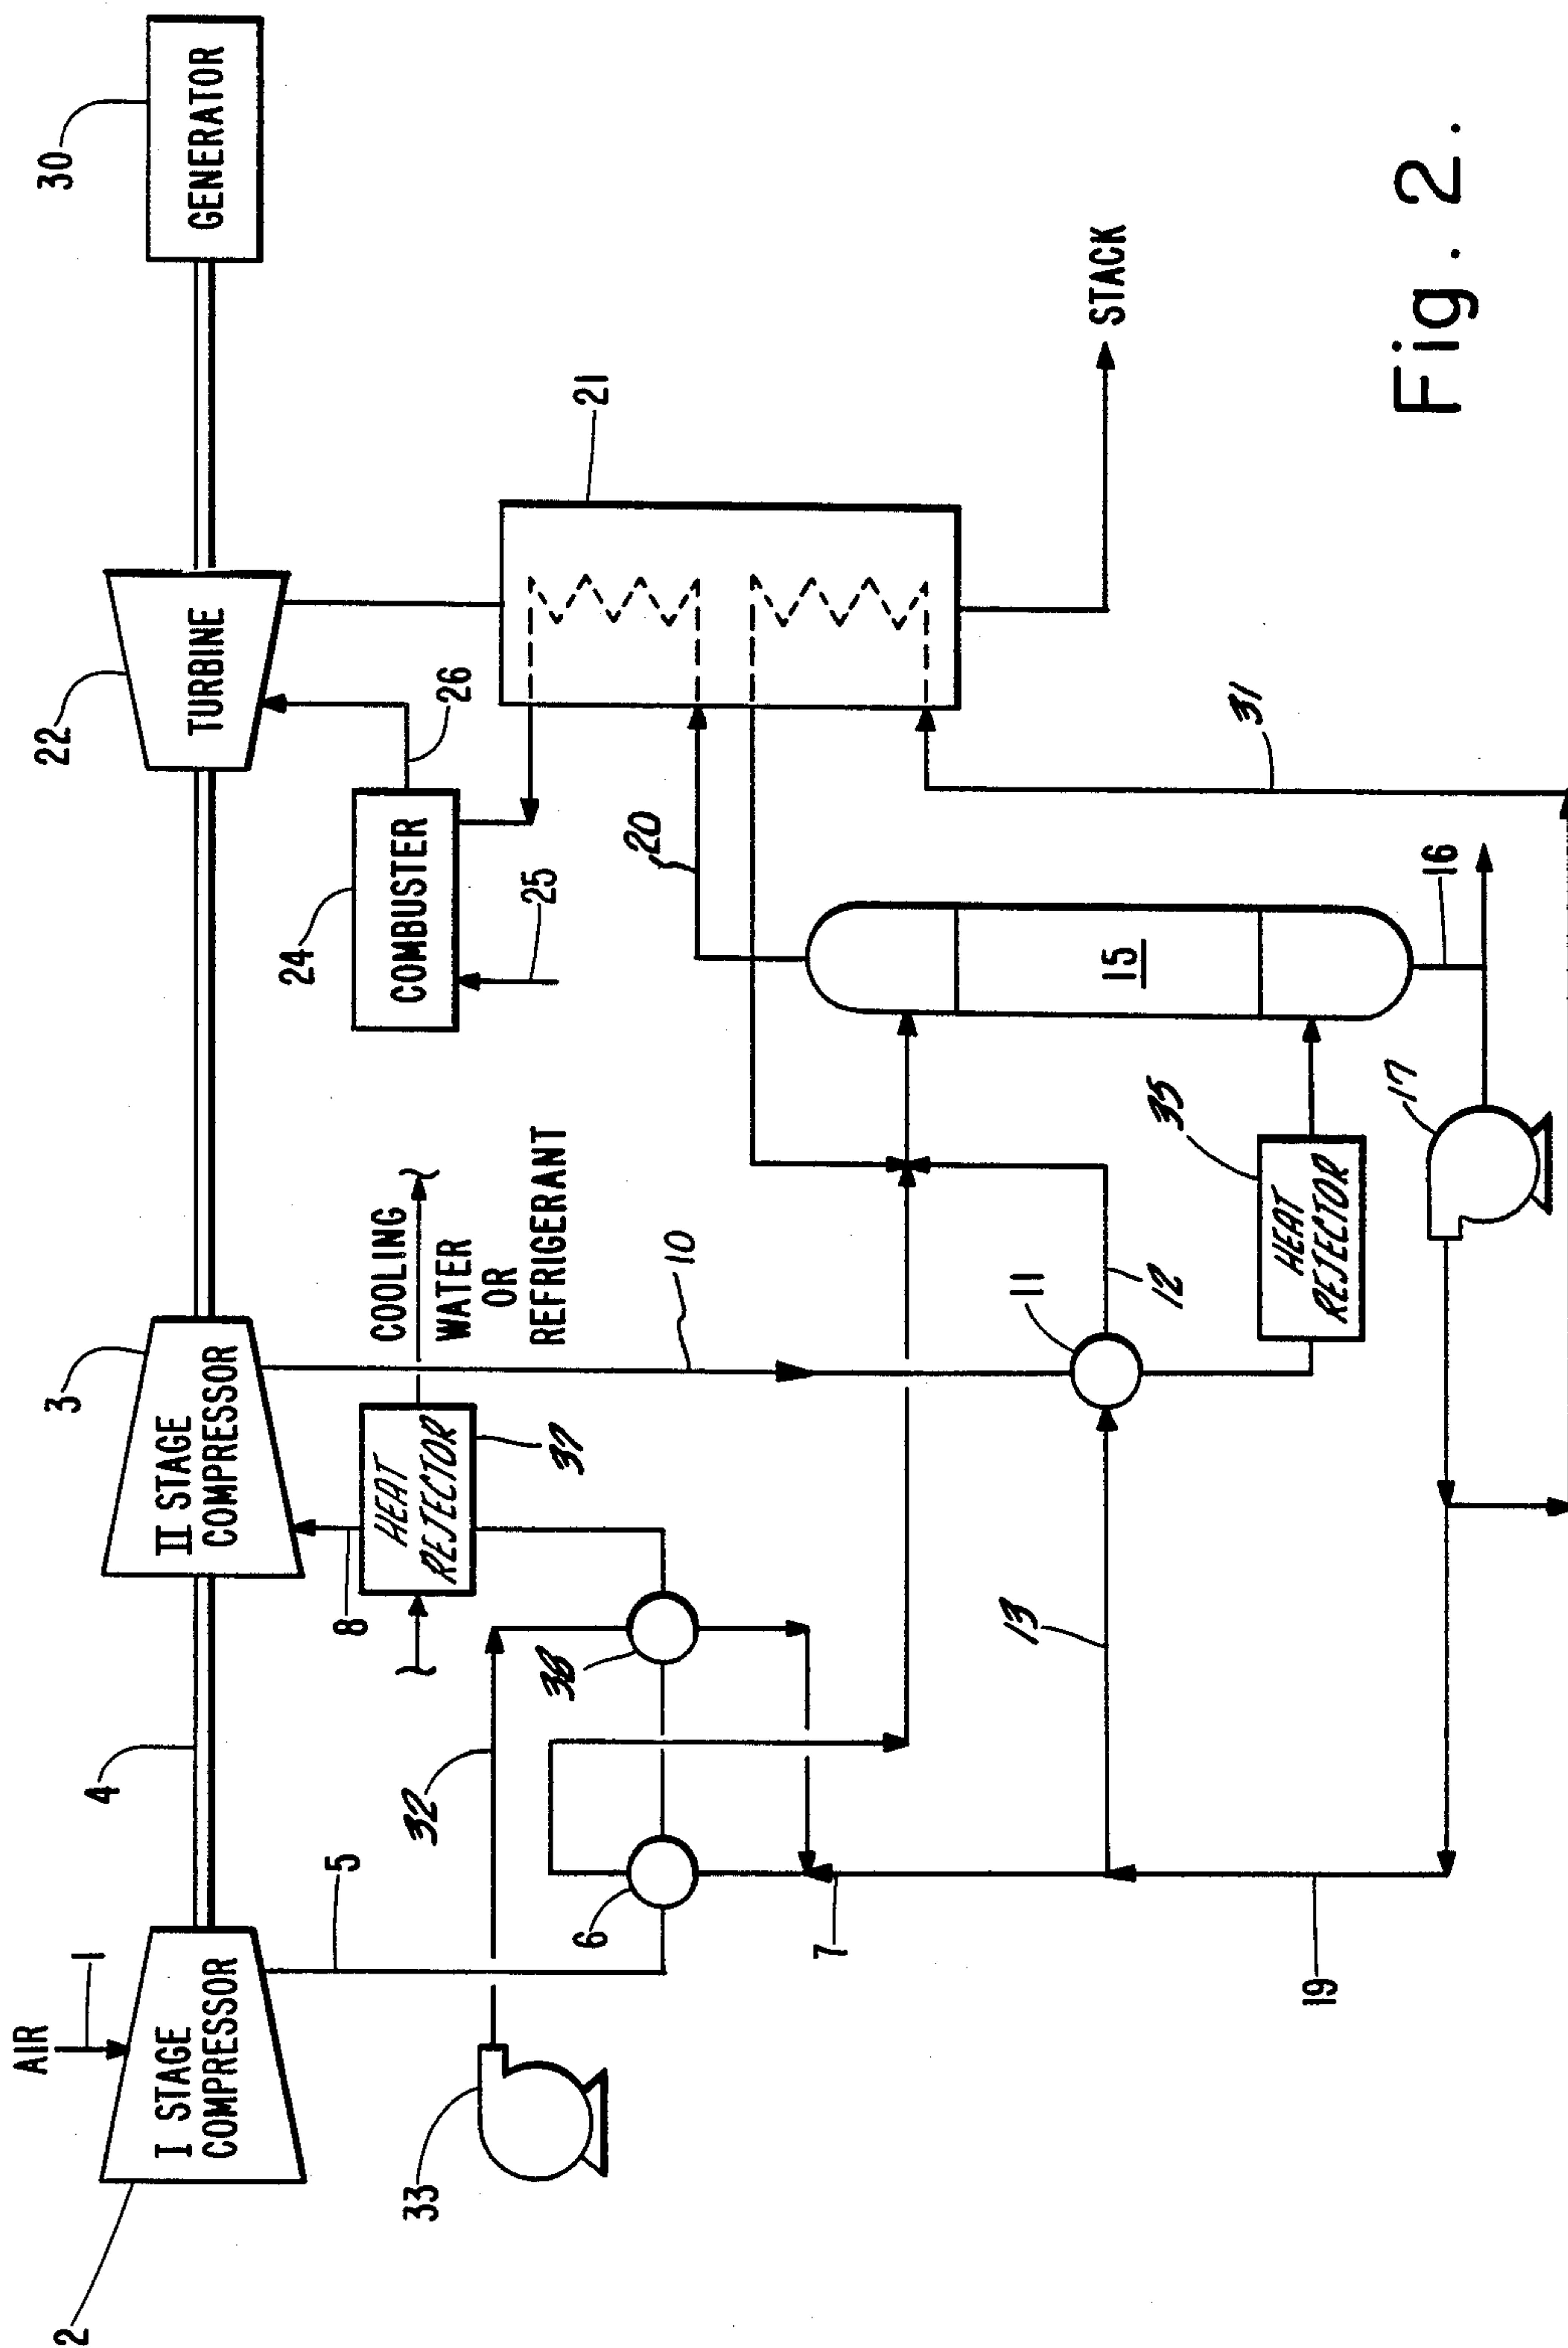 AIR
1
2
I STAGE
COMPRESSOR
4
3
II STAGE
COMPRESSOR
22
TURBINE
30
GENERATOR
5
8
HEAT
REJECTOR
37
COOLING
WATER
OR
REFRIGERANT
24
COMBUSTER
25
26
21
33
32
6
38
10
20
7
13
11
12
15
31
STACK
19
35
HEAT
REJECTOR
17
16
Fig. 2.